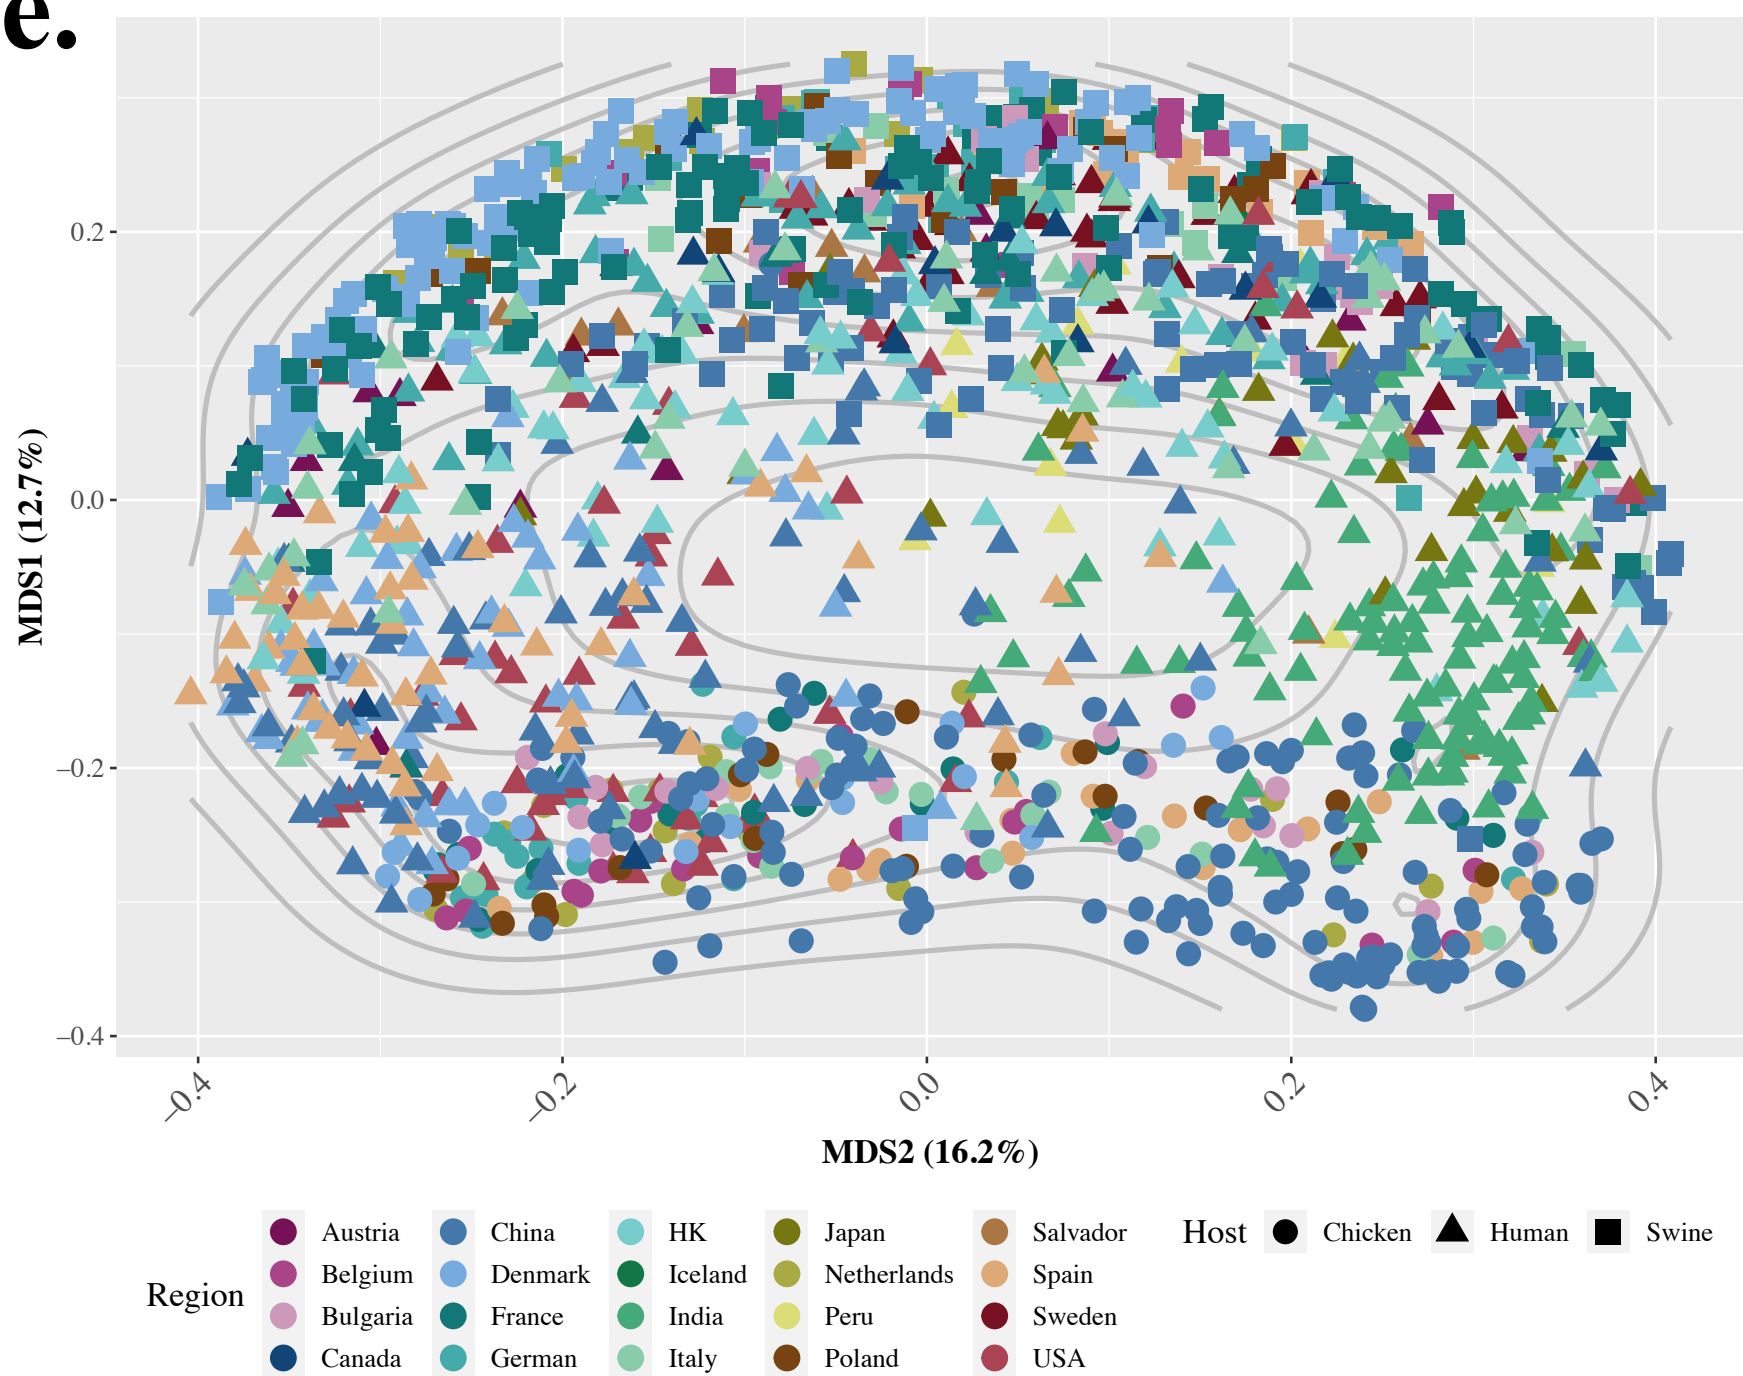 e.
MDS1 (12.7%)
0.2
0.0
–0.2
–0.4
–0.4 –0.2 0.0 0.2 0.4
MDS2 (16.2%)
Region
Austria China HK Japan Salvador
Belgium Denmark Iceland Netherlands Spain
Bulgaria France India Peru Sweden
Canada German Italy Poland USA
Host Chicken Human Swine